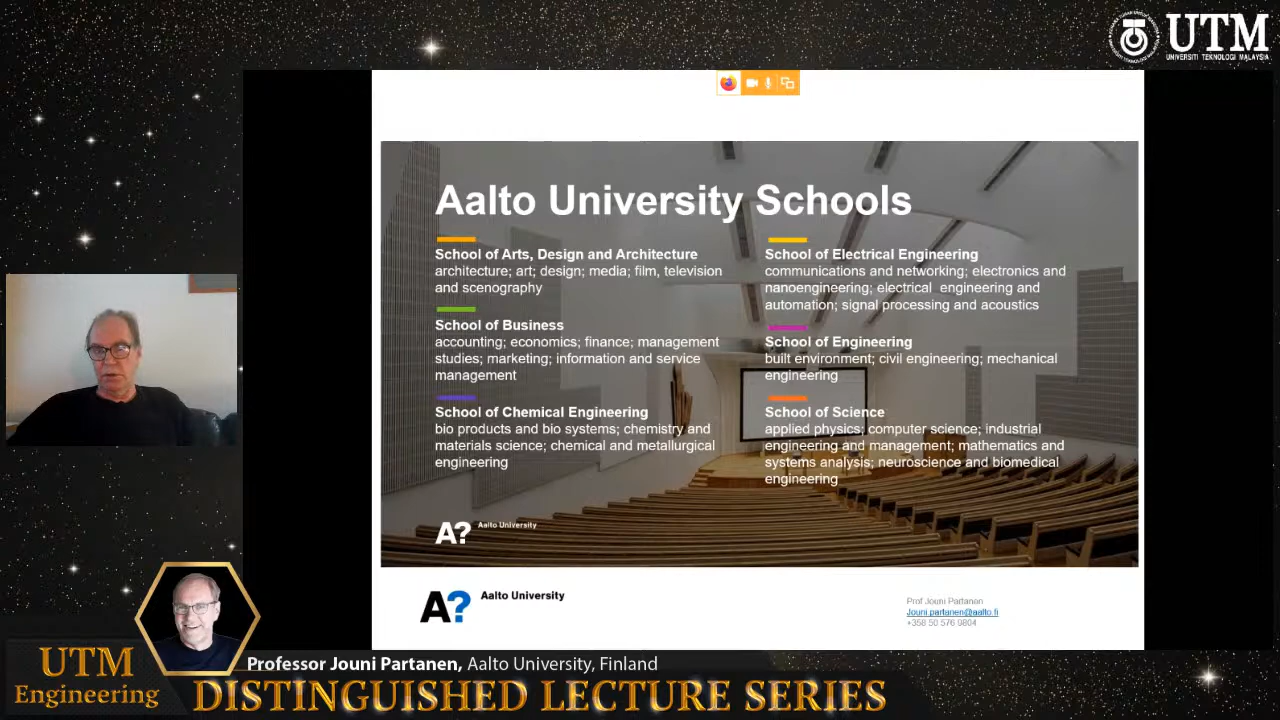 UTM
UNIVERSITI TEKNOLOGI MALAYSIA
Aalto University Schools
School of Arts, Design and Architecture
architecture; art; design; media; film, television
and scenography
School of Business
accounting; economics; finance; management
studies; marketing; information and service
management
School of Chemical Engineering
bio products and bio systems; chemistry and
materials science; chemical and metallurgical
engineering
School of Electrical Engineering
communications and networking; electronics and
nanoengineering; electrical engineering and
automation; signal processing and acoustics
School of Engineering
built environment; civil engineering; mechanical
engineering
School of Science
applied physics; computer science; industrial
engineering and management; mathematics and
systems analysis; neuroscience and biomedical
engineering
A? Aalto University
A? Aalto University
Prof Jouni Partanen
Jouni.partanen@aalto.fi
+358 50 576 9804
Professor Jouni Partanen, Aalto University, Finland
UTM
Engineering
DISTINGUISHED LECTURE SERIES